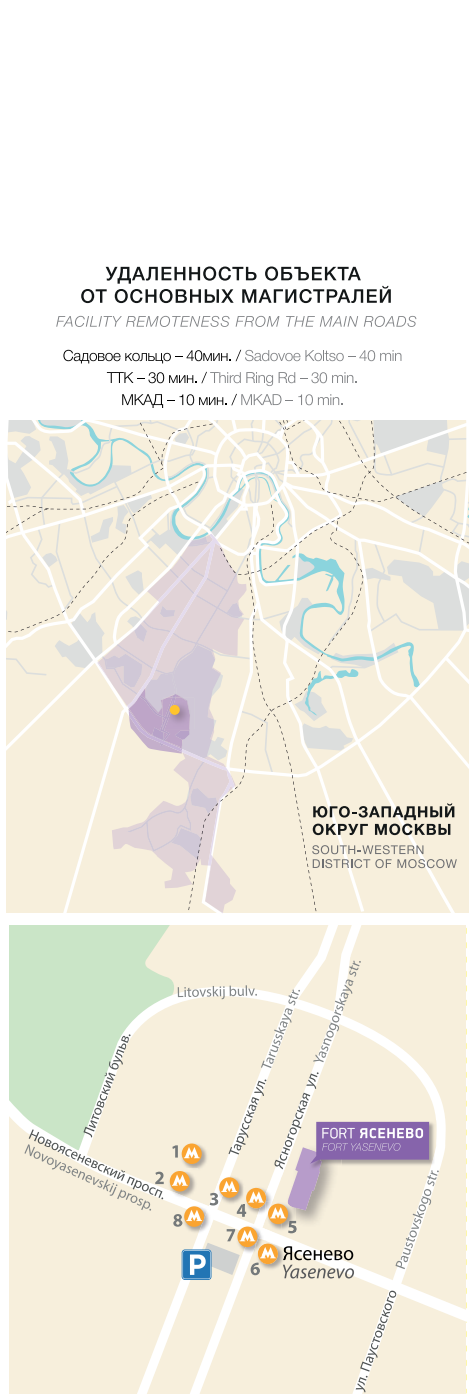 УДАЛЕННОСТЬ ОБЪЕКТА
ОТ ОСНОВНЫХ МАГИСТРАЛЕЙ
FACILITY REMOTENESS FROM THE MAIN ROADS
Садовое кольцо – 40мин. / Sadovoe Koltso – 40 min
ТТК – 30 мин. / Third Ring Rd – 30 min.
МКАД – 10 мин. / MKAD – 10 min.
ЮГО-ЗАПАДНЫЙ
ОКРУГ МОСКВЫ
SOUTH-WESTERN
DISTRICT OF MOSCOW
Litovskij bulv.
Литовский бульв.
Тарусская ул. Tarusskaya str.
Ясногорская ул. Yasnogorskaya str.
FORT ЯСЕНЕВО
FORT YASENEVO
Новоясеневский просп.
Novoyasenevskij prosp.
1
2
3
4
5
8
7
6
P
Ясенево
Yasenevo
ул. Паустовского Paustovskogo str.